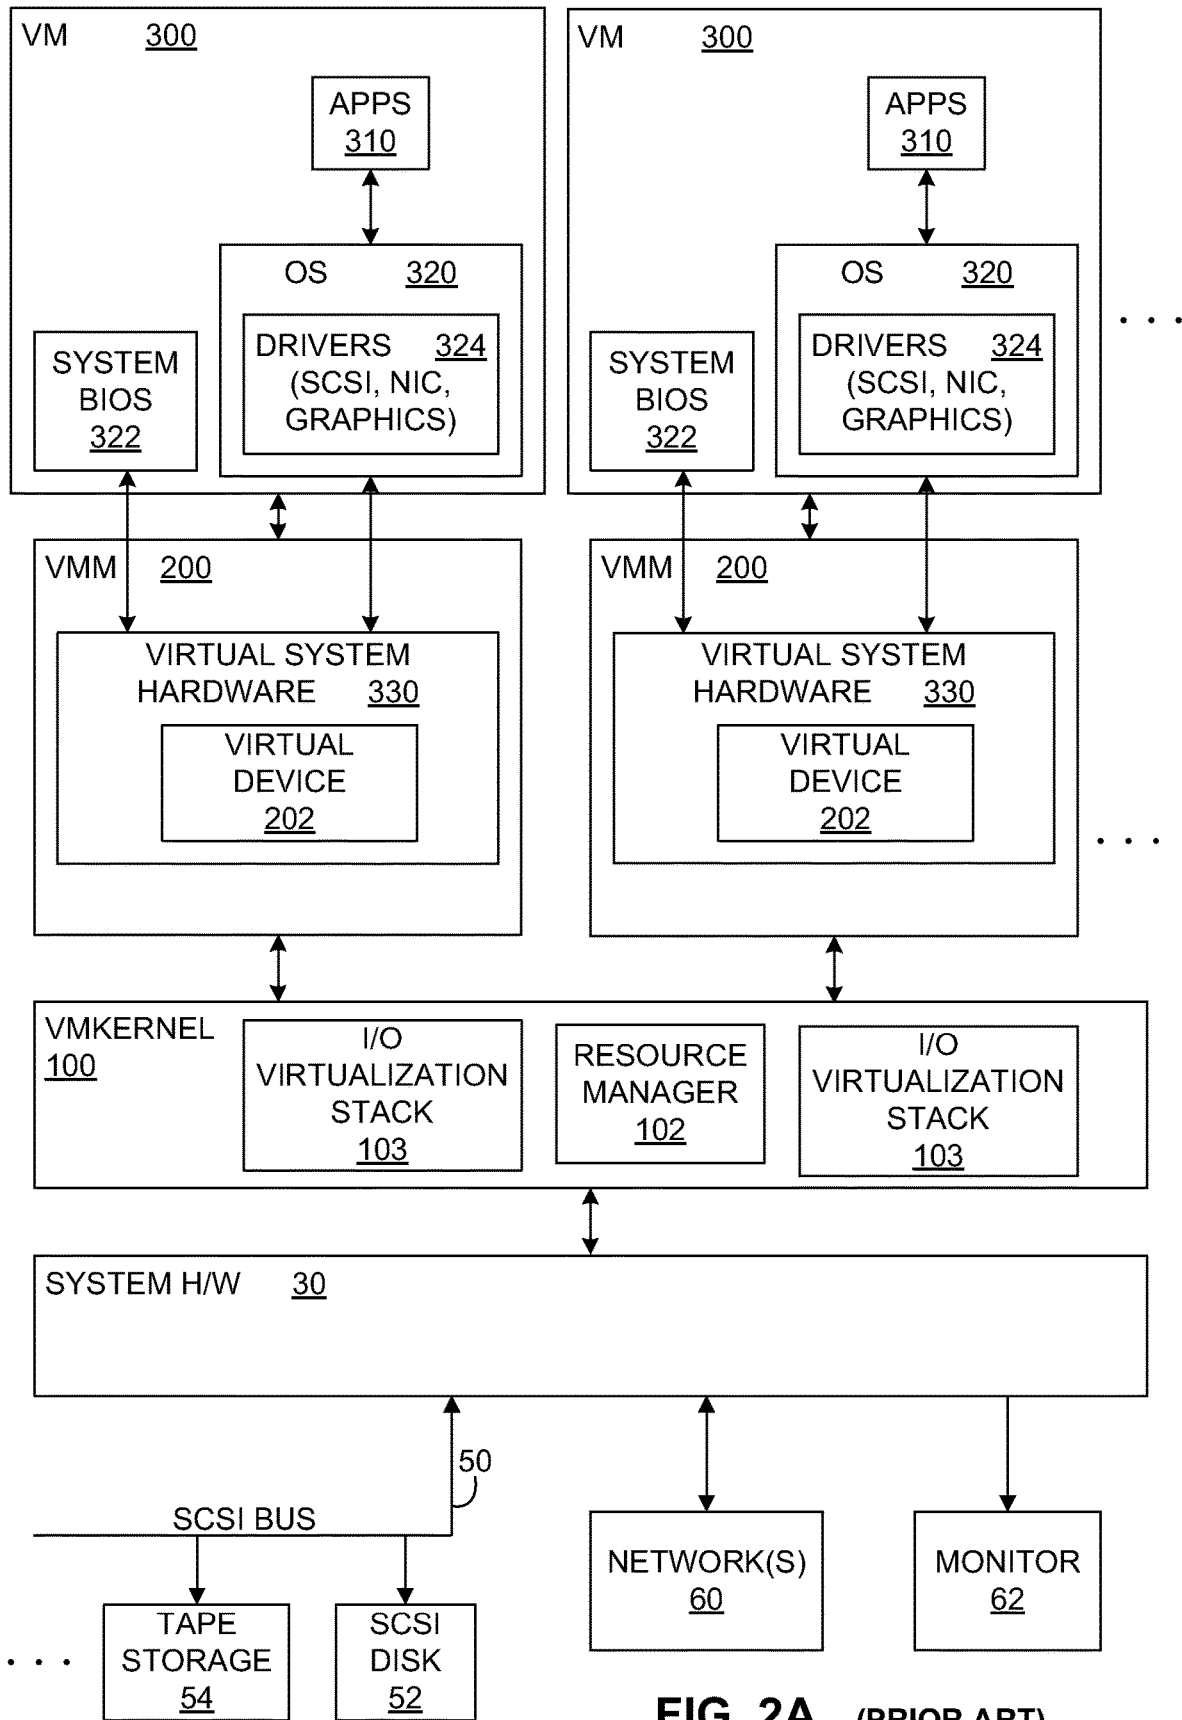 VM 300
APPS
310
OS 320
DRIVERS 324
(SCSI, NIC,
GRAPHICS)
SYSTEM
BIOS
322
VM 300
APPS
310
OS 320
DRIVERS 324
(SCSI, NIC,
GRAPHICS)
SYSTEM
BIOS
322
. . .
VMM 200
VIRTUAL SYSTEM
HARDWARE 330
VIRTUAL
DEVICE
202
VMM 200
VIRTUAL SYSTEM
HARDWARE 330
VIRTUAL
DEVICE
202
. . .
VMKERNEL
100
I/O
VIRTUALIZATION
STACK
103
RESOURCE
MANAGER
102
I/O
VIRTUALIZATION
STACK
103
SYSTEM H/W 30
50
SCSI BUS
. . .
TAPE
STORAGE
54
SCSI
DISK
52
NETWORK(S)
60
MONITOR
62
FIG. 2A (PRIOR ART)